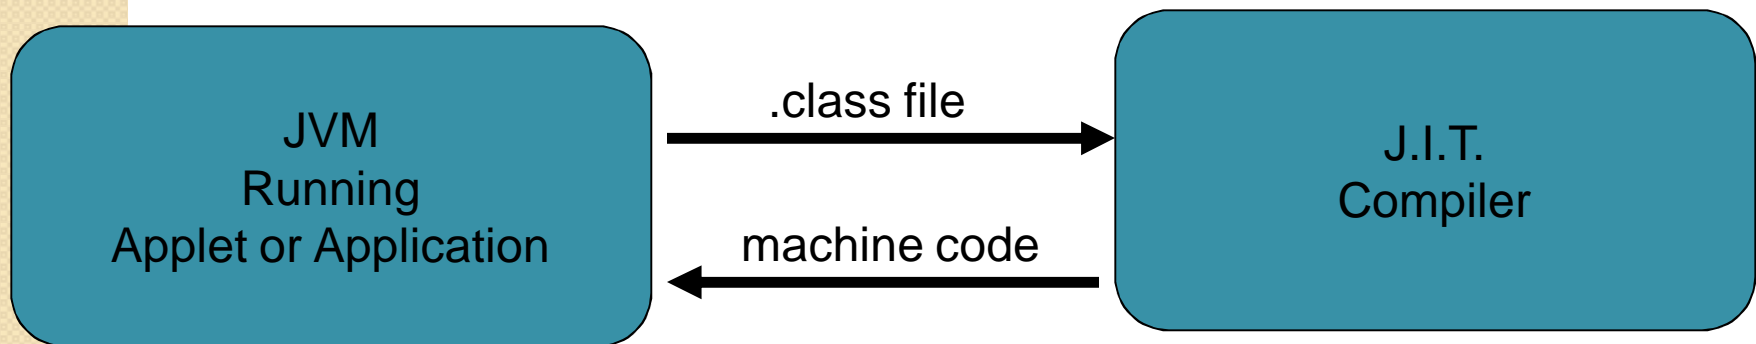 JVM
Running
Applet or Application
.class file
machine code
J.I.T.
Compiler